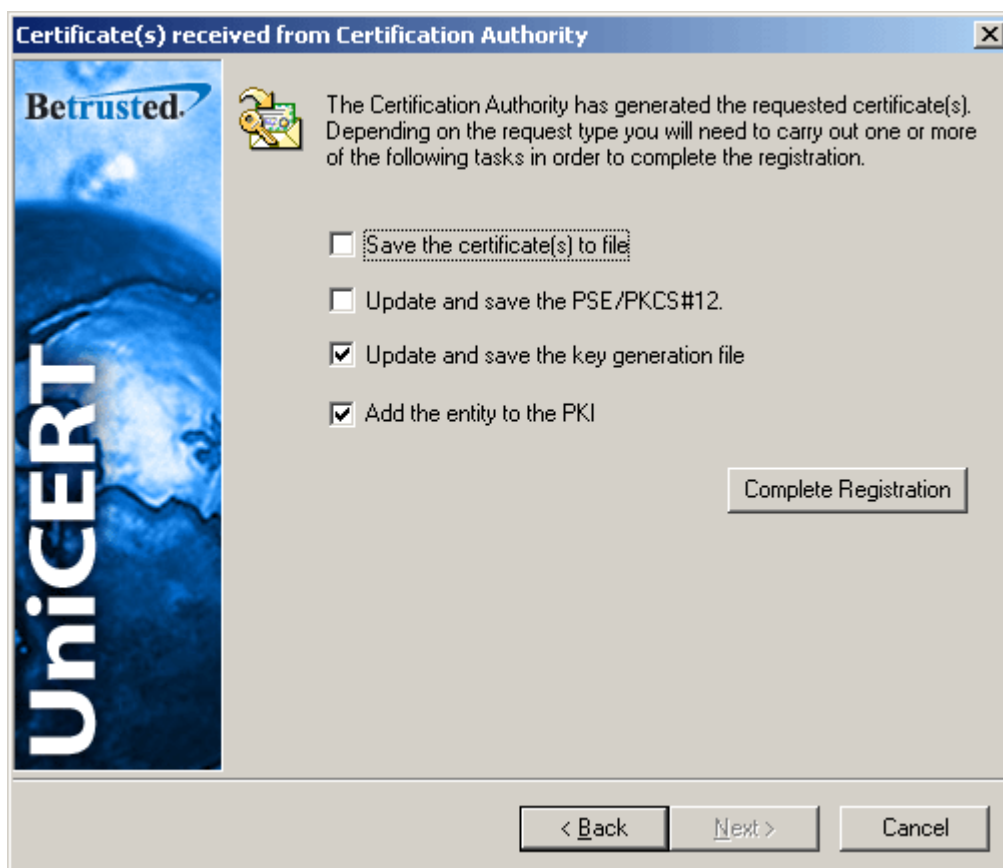 Certificate(s) received from Certification Authority
Betrusted.
The Certification Authority has generated the requested certificate(s).
Depending on the request type you will need to carry out one or more
of the following tasks in order to complete the registration.
Save the certificate(s) to file
Update and save the PSE/PKCS#12.
Update and save the key generation file
Add the entity to the PKI
Complete Registration
UniCERT
< Back
Next >
Cancel